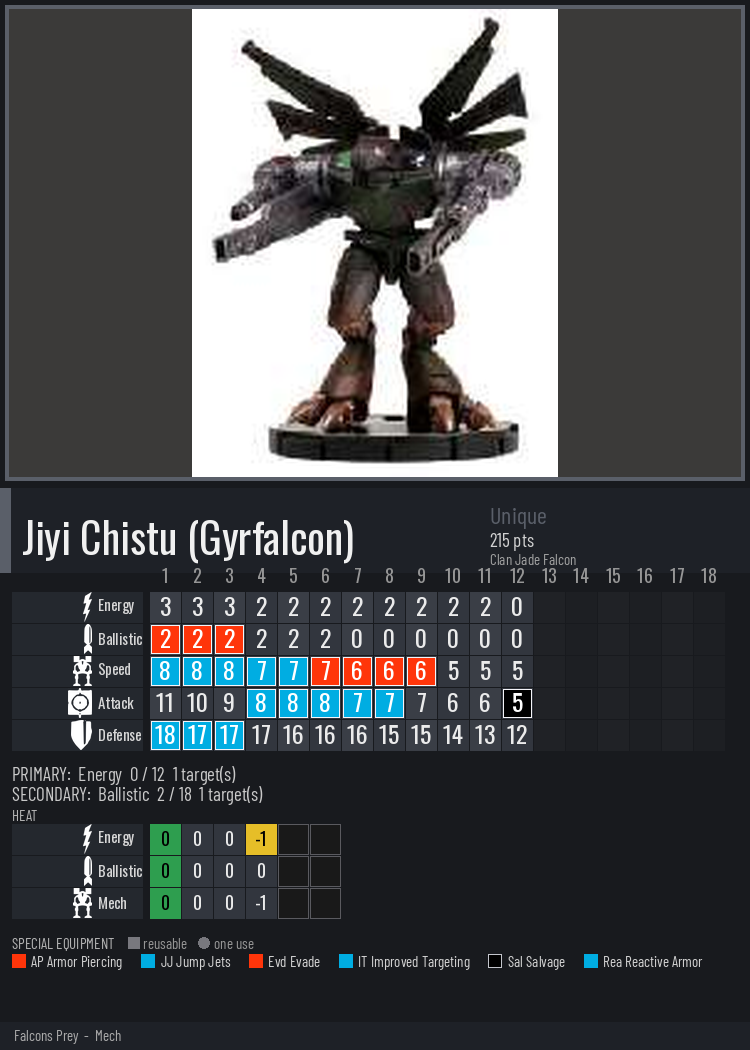 Jiyi Chistu (Gyrfalcon)
Unique
215 pts
Clan Jade Falcon
1 2 3 4 5 6 7 8 9 10 11 12 13 14 15 16 17 18
Energy 3 3 3 2 2 2 2 2 2 2 2 0
Ballistic 2 2 2 2 2 2 0 0 0 0 0 0
Speed 8 8 8 7 7 7 6 6 6 5 5 5
Attack 11 10 9 8 8 8 7 7 7 6 6 5
Defense 18 17 17 17 16 16 16 15 15 14 13 12
PRIMARY: Energy 0 / 12 1 target(s)
SECONDARY: Ballistic 2 / 18 1 target(s)
HEAT
Energy 0 0 0 -1
Ballistic 0 0 0 0
Mech 0 0 0 -1
SPECIAL EQUIPMENT reusable one use
AP Armor Piercing JJ Jump Jets Evd Evade IT Improved Targeting Sal Salvage Rea Reactive Armor
Falcons Prey - Mech